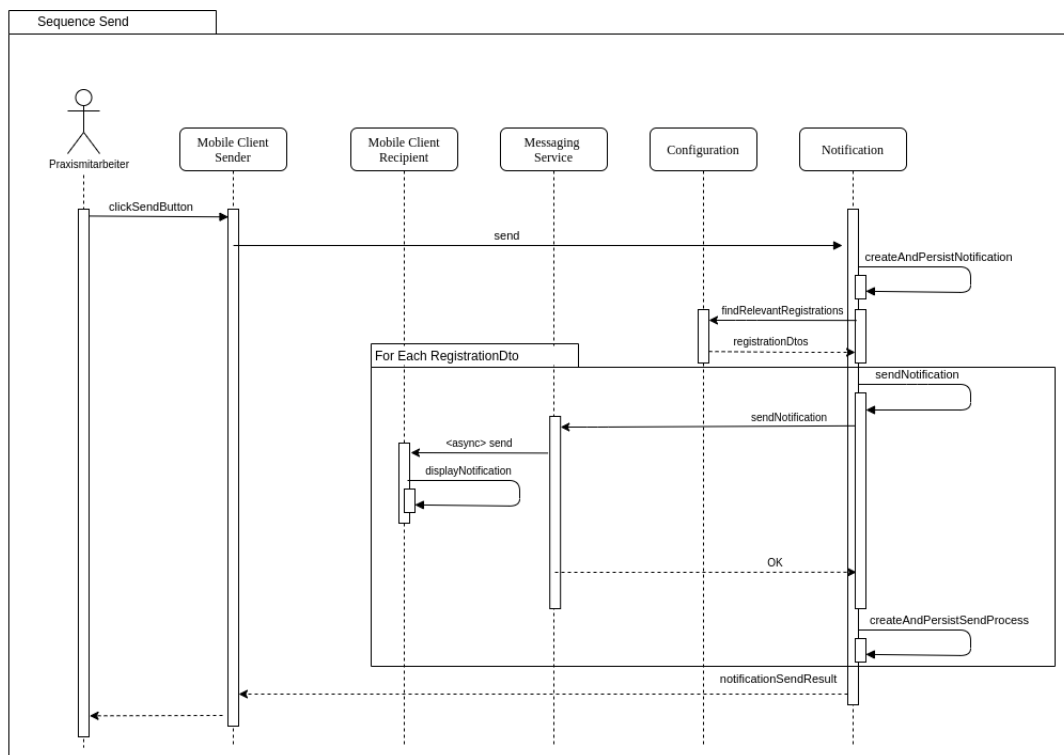 Sequence Send
Praxismitarbeiter
Mobile Client
Sender
Mobile Client
Recipient
Messaging
Service
Configuration
Notification
clickSendButton
send
createAndPersistNotification
findRelevantRegistrations
registrationDtos
For Each RegistrationDto
sendNotification
sendNotification
<async> send
displayNotification
OK
createAndPersistSendProcess
notificationSendResult